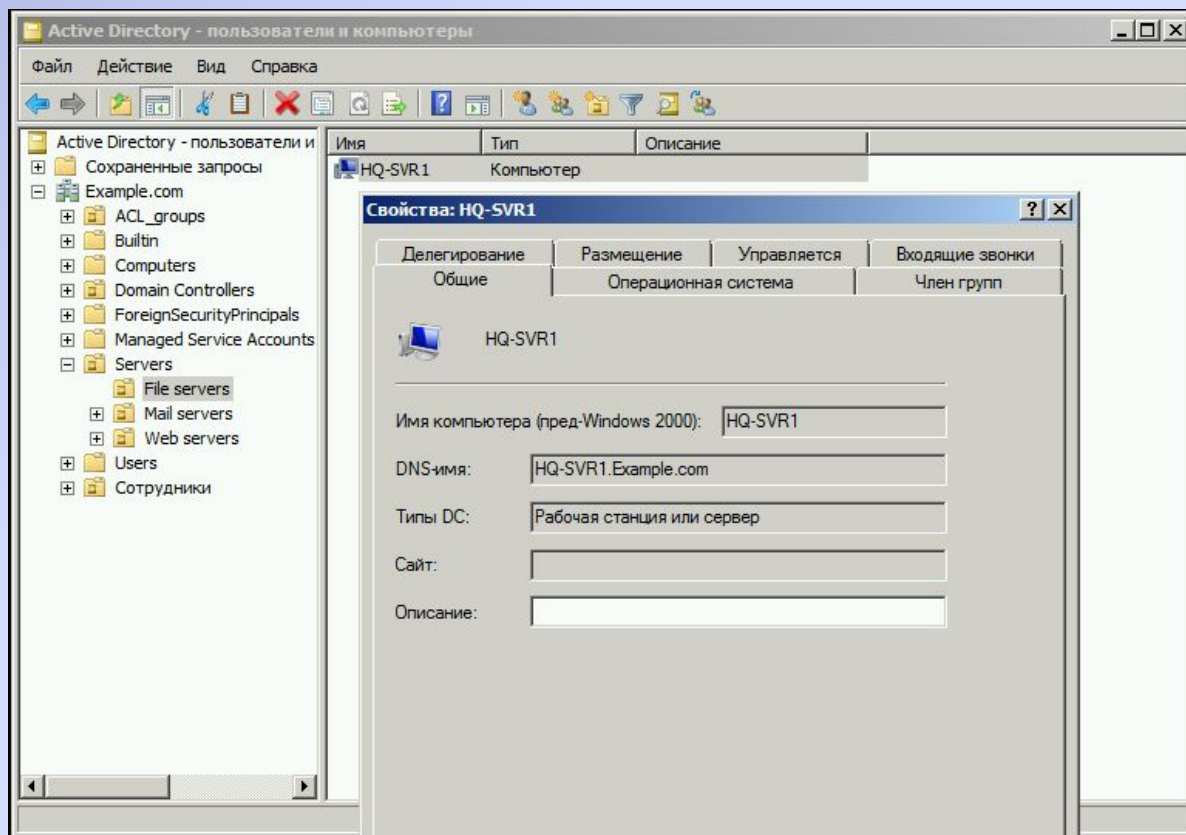 Active Directory - пользователи и компьютеры
Файл Действие Вид Справка
Active Directory - пользователи и
Сохраненные запросы
Example.com
ACL_groups
Builtin
Computers
Domain Controllers
ForeignSecurityPrincipals
Managed Service Accounts
Servers
File servers
Mail servers
Web servers
Users
Сотрудники
Имя Тип Описание
HQ-SVR1 Компьютер
Свойства: HQ-SVR1
Делегирование Размещение Управляется Входящие звонки
Общие Операционная система Член групп
HQ-SVR1
Имя компьютера (пред-Windows 2000): HQ-SVR1
DNS-имя: HQ-SVR1.Example.com
Типы DC: Рабочая станция или сервер
Сайт:
Описание: